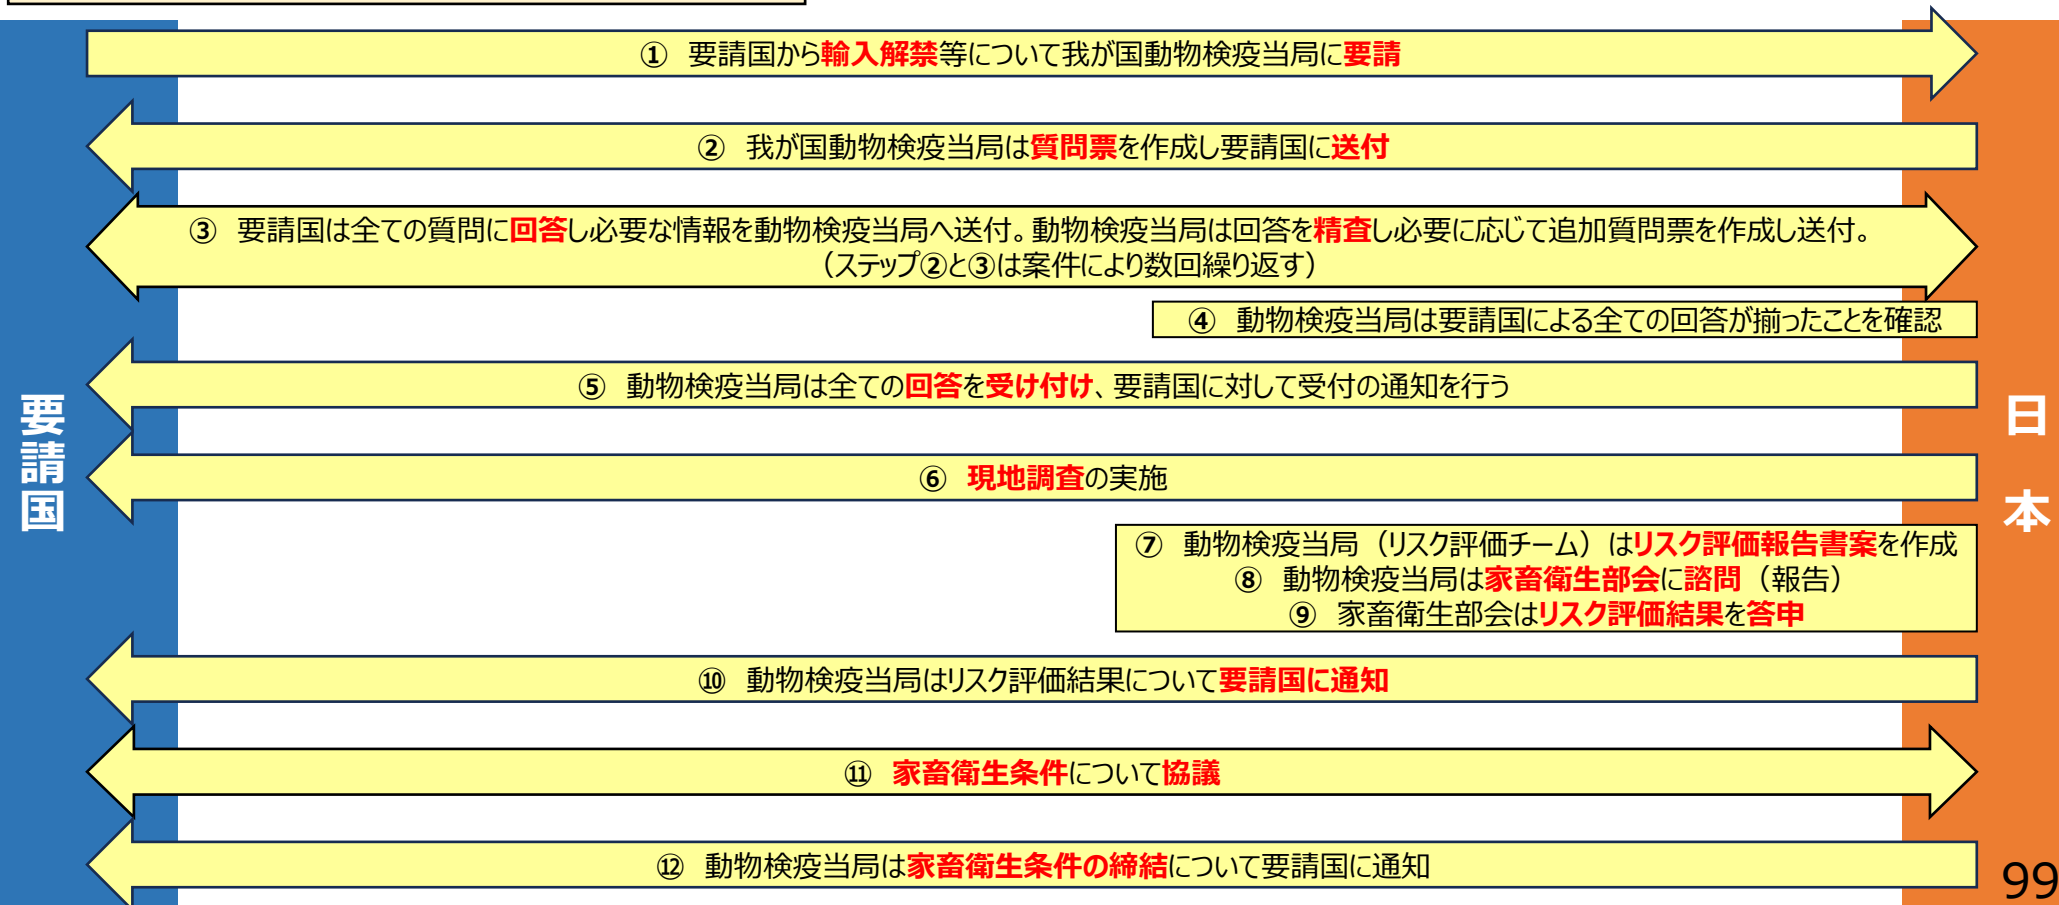 ① 要請国から輸入解禁等について我が国動物検疫当局に要請
② 我が国動物検疫当局は質問票を作成し要請国に送付
③ 要請国は全ての質問に回答し必要な情報を動物検疫当局へ送付。動物検疫当局は回答を精査し必要に応じて追加質問票を作成し送付。
（ステップ②と③は案件により数回繰り返す）
④ 動物検疫当局は要請国による全ての回答が揃ったことを確認
⑤ 動物検疫当局は全ての回答を受け付け、要請国に対して受付の通知を行う
要請国
日本
⑥ 現地調査の実施
⑦ 動物検疫当局（リスク評価チーム）はリスク評価報告書案を作成
⑧ 動物検疫当局は家畜衛生部会に諮問（報告）
⑨ 家畜衛生部会はリスク評価結果を答申
⑩ 動物検疫当局はリスク評価結果について要請国に通知
⑪ 家畜衛生条件について協議
⑫ 動物検疫当局は家畜衛生条件の締結について要請国に通知
99